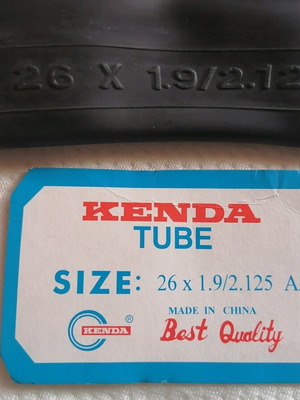 26 X 1.9/2.12
KENDA
TUBE
SIZE: 26 x 1.9/2.125 A
MADE IN CHINA
KENDA
Best Quality